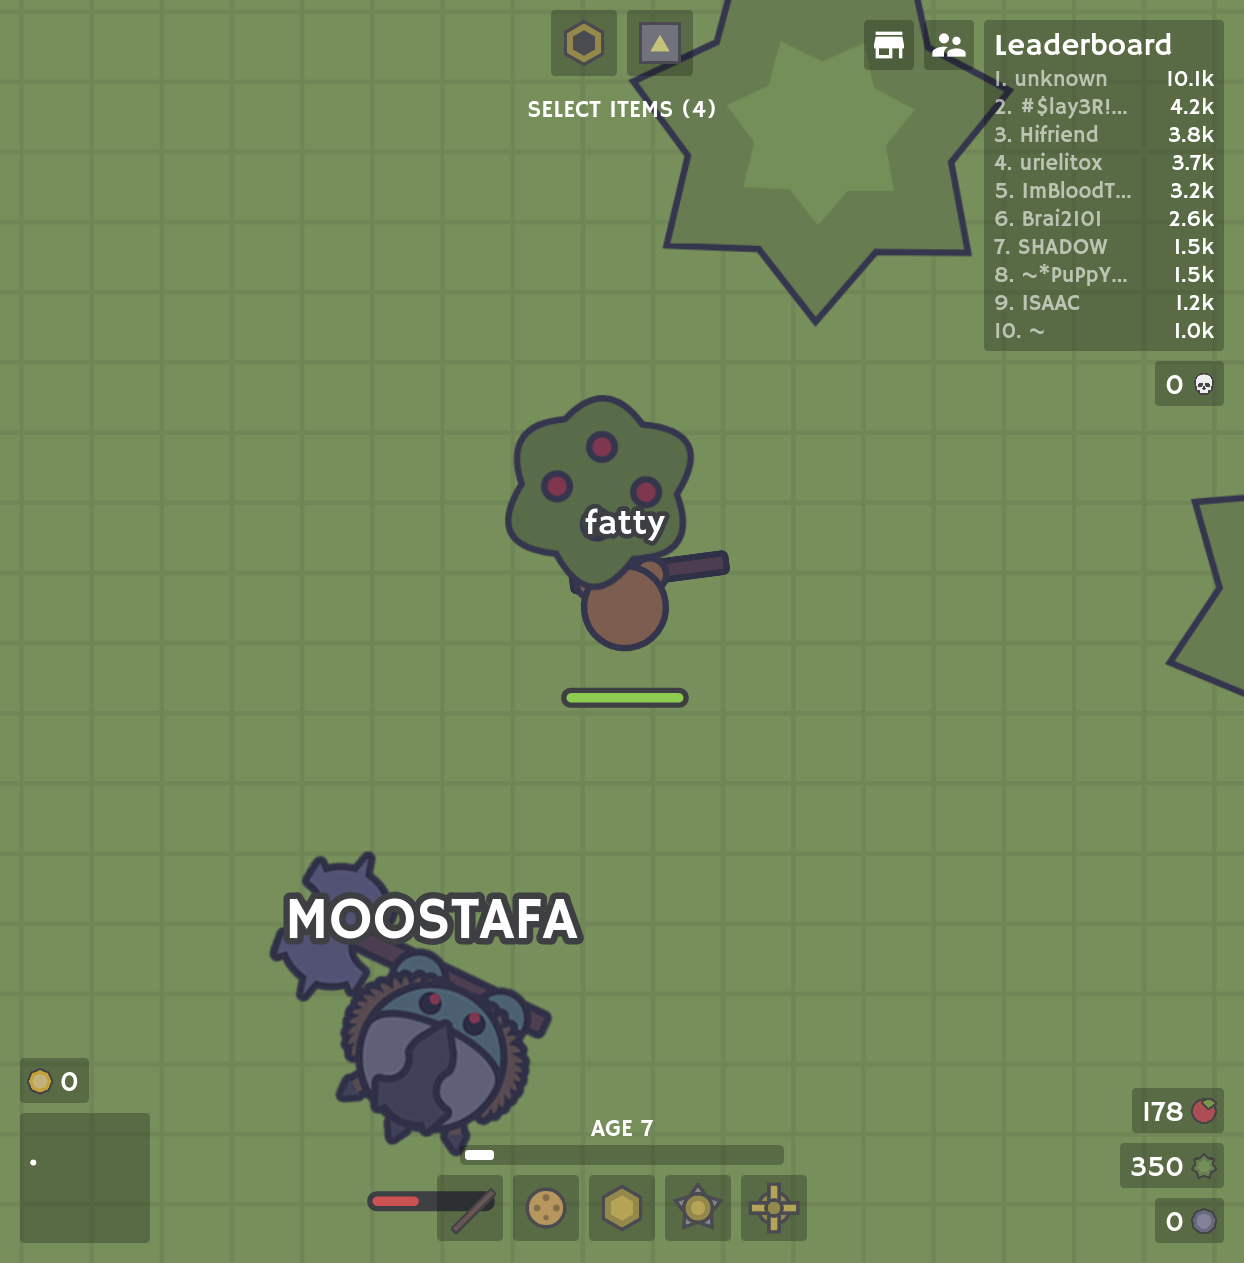 SELECT ITEMS (4)
Leaderboard
1. unknown 10.1k
2. #$lay3R!... 4.2k
3. Hifriend 3.8k
4. urielitox 3.7k
5. ImBloodT... 3.2k
6. Brai2101 2.6k
7. SHADOW 1.5k
8. ~*PuPpY... 1.5k
9. ISAAC 1.2k
10. ~ 1.0k
0
fatty
MOOSTAFA
0
AGE 7
178
350
0